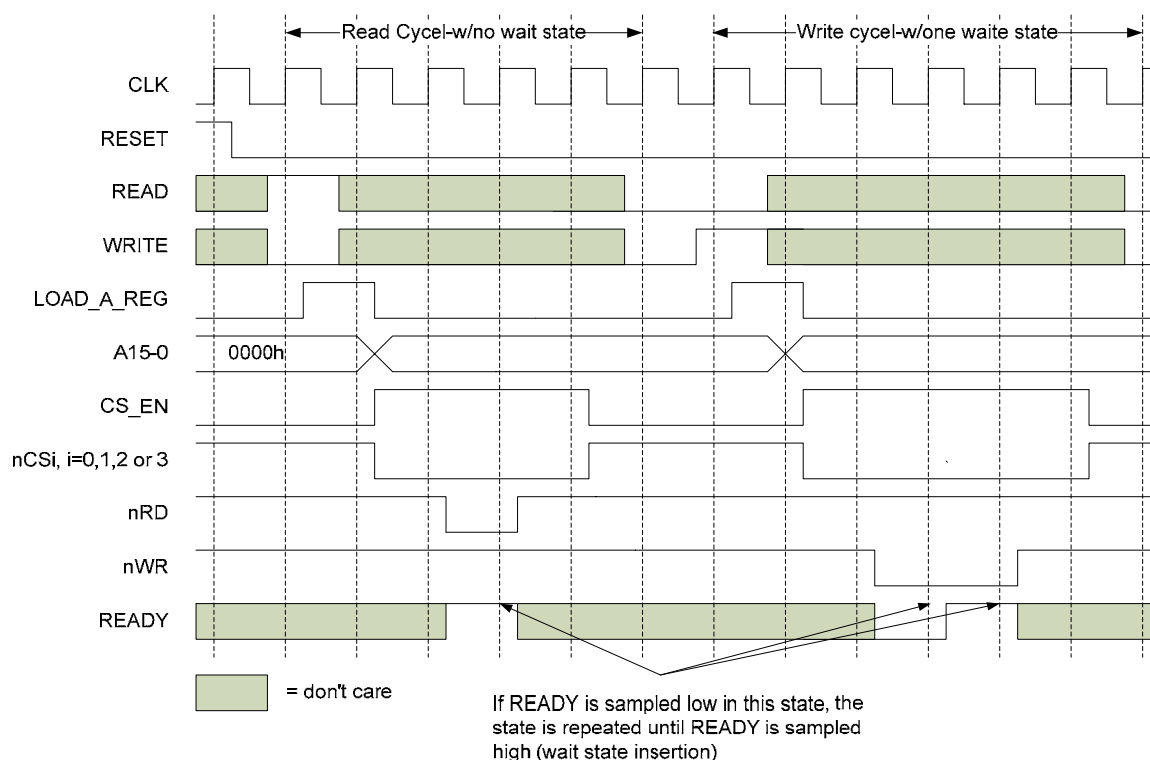 Read Cycel-w/no wait state
Write cycel-w/one waite state
CLK
RESET
READ
WRITE
LOAD_A_REG
A15-0
0000h
CS_EN
nCSi, i=0,1,2 or 3
nRD
nWR
READY
= don't care
If READY is sampled low in this state, the
state is repeated until READY is sampled
high (wait state insertion)